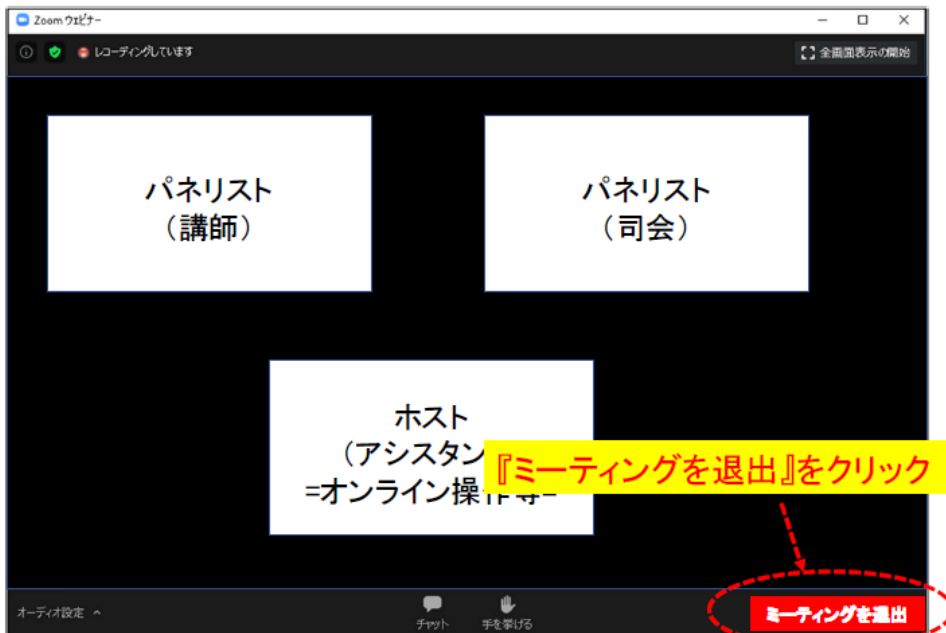 Zoom ウェビナー
レコーディングしています
全画面表示の開始
パネリスト
（講師）
パネリスト
（司会）
ホスト
（アシスタン
=オンライン操作等=
『ミーティングを退出』をクリック
オーディオ設定
チャット
手を挙げる
ミーティングを退出